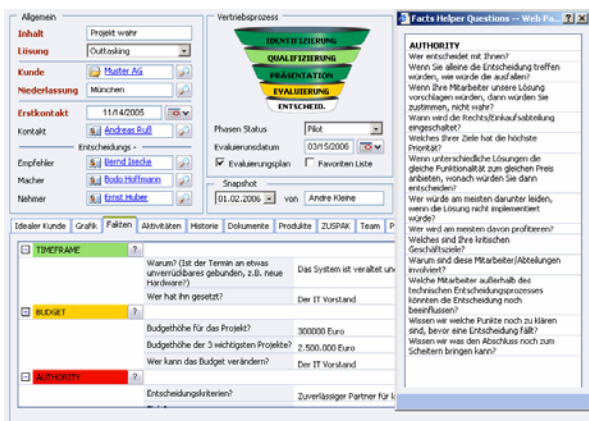 Allgemein
Inhalt
Projekt wahr
Lösung
Outtasking
Kunde
Muster AG
Niederlassung
München
Erstkontakt
11/14/2005
Kontakt
Andreas Ruß
Entscheidungs -
Empfehler
Bernd Isecke
Macher
Bodo Hoffmann
Nehmer
Ernst Huber
Vertriebsprozess
IDENTIFIZIERUNG
QUALIFIZIERUNG
PRÄSENTATION
EVALUIERUNG
ENTSCHEID.
Phasen Status
Pilot
Evaluierungsdatum
03/15/2006
Evaluierungsplan
Favoriten Liste
Snapshot
01.02.2006
von
Andre Kleine
Idealer Kunde
Grafik
Fakten
Aktivitäten
Historie
Dokumente
Produkte
ZUSPAK
Team
P
TIMEFRAME
?
Warum? (Ist der Termin an etwas
unverrückbares gebunden, z.B. neue
Hardware?)
Das System ist veraltet un
Wer hat ihn gesetzt?
Der IT Vorstand
BUDGET
?
Budgethöhe für das Projekt?
300000 Euro
Budgethöhe der 3 wichtigsten Projekte?
2.500.000 Euro
Wer kann das Budget verändern?
Der IT Vorstand
AUTHORITY
?
Entscheidungskriterien?
Zuverlässiger Partner für k
Facts Helper Questions -- Web Pa...
AUTHORITY
Wer entscheidet mit Ihnen?
Wenn Sie alleine die Entscheidung treffen
würden, wie würde die ausfallen?
Wenn Ihre Mitarbeiter unsere Lösung
vorschlagen würden, dann würden Sie
zustimmen, nicht wahr?
Wann wird die Rechts/Einkaufsabteilung
eingeschaltet?
Welches Ihrer Ziele hat die höchste
Priorität?
Wenn unterschiedliche Lösungen die
gleiche Funktionalität zum gleichen Preis
anbieten, wonach würden Sie dann
entscheiden?
Wer würde am meisten darunter leiden,
wenn die Lösung nicht implementiert
würde?
Wer wird am meisten davon profitieren?
Welches sind Ihre kritischen
Geschäftsziele?
Warum sind diese Mitarbeiter/Abteilungen
involviert?
Welche Mitarbeiter außerhalb des
technischen Entscheidungsprozesses
könnten die Entscheidung noch
beeinflussen?
Wissen wir welche Punkte noch zu klären
sind, bevor eine Entscheidung fällt?
Wissen wir was den Abschluss noch zum
Scheitern bringen kann?